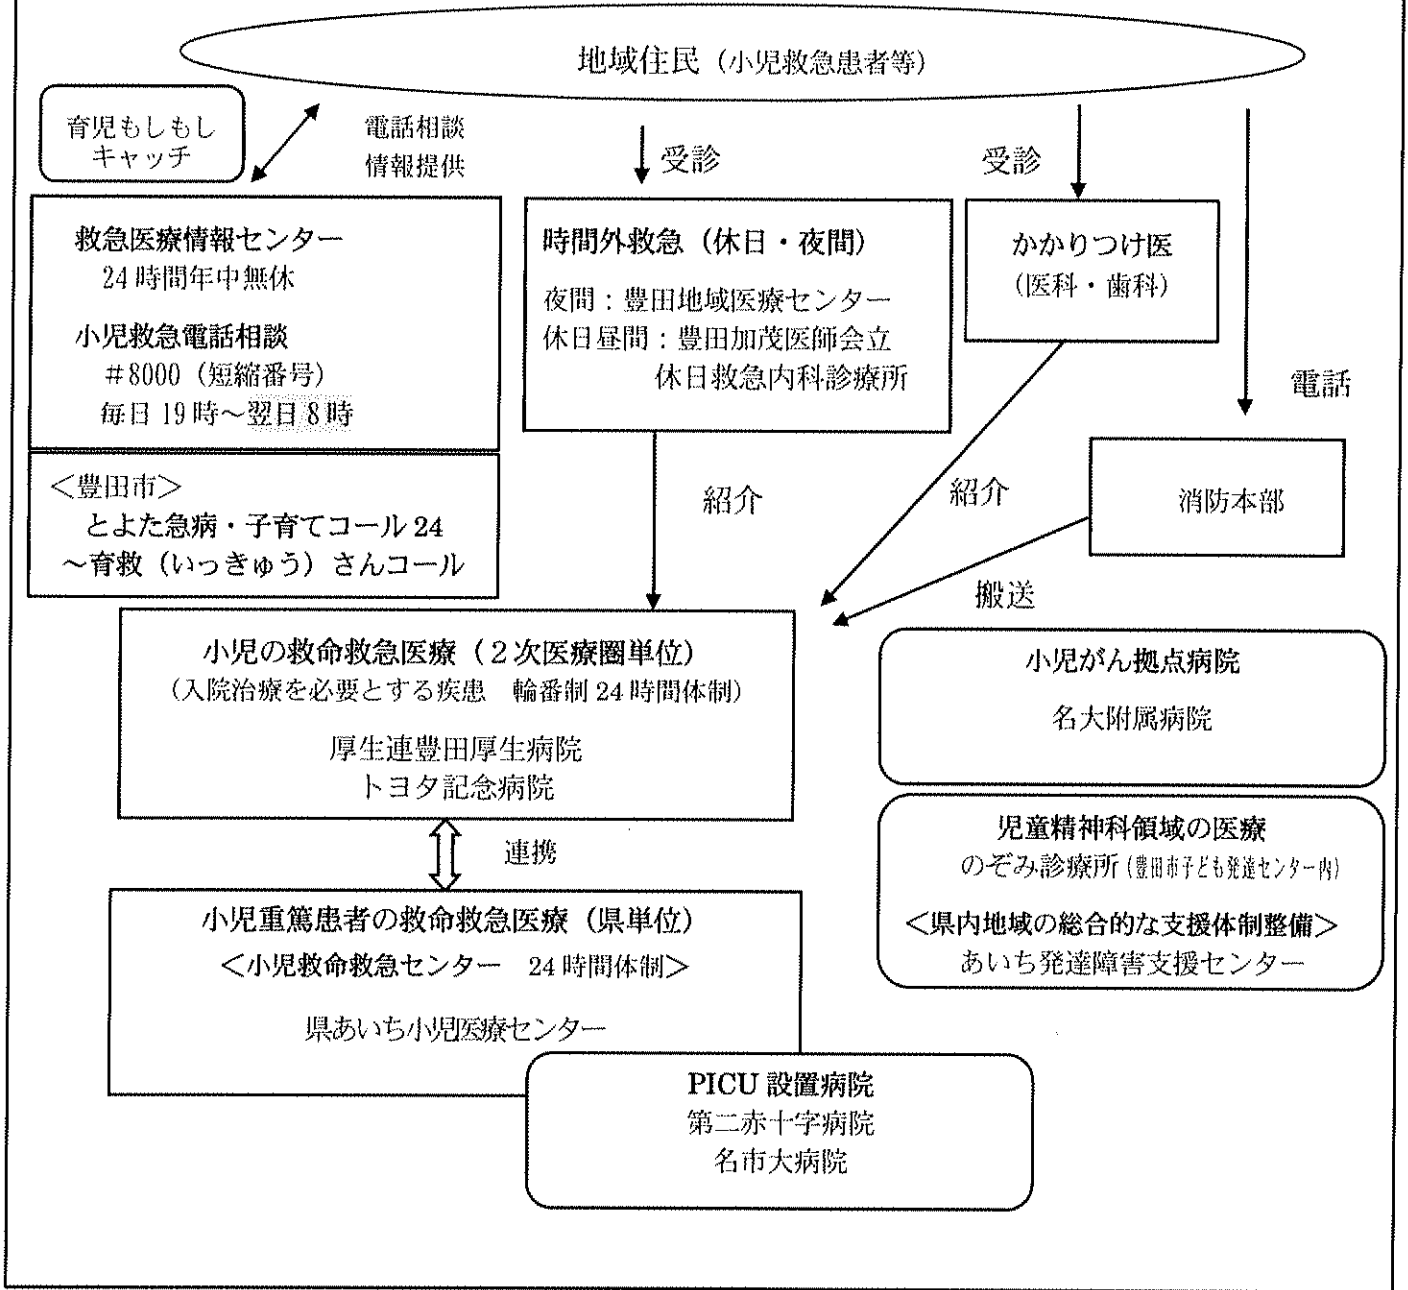 地域住民（小児救急患者等）
育児もしもし
キャッチ
電話相談
情報提供
受診
受診
救急医療情報センター
24時間年中無休
小児救急電話相談
＃8000（短縮番号）
毎日 19 時～翌日 8 時
時間外救急（休日・夜間）
夜間：豊田地域医療センター
休日昼間：豊田加茂医師会立
休日救急内科診療所
かかりつけ医
（医科・歯科）
電話
＜豊田市＞
とよた急病・子育てコール 24
～育救（いっきゅう）さんコール
紹介
紹介
消防本部
搬送
小児の救命救急医療（２次医療圏単位）
（入院治療を必要とする疾患　輪番制 24 時間体制）
厚生連豊田厚生病院
トヨタ記念病院
小児がん拠点病院
名大附属病院
連携
児童精神科領域の医療
のぞみ診療所（豊田市子ども発達センター内）
＜県内地域の総合的な支援体制整備＞
あいち発達障害支援センター
小児重篤患者の救命救急医療（県単位）
＜小児救命救急センター　24 時間体制＞
県あいち小児医療センター
PICU 設置病院
第二赤十字病院
名市大病院